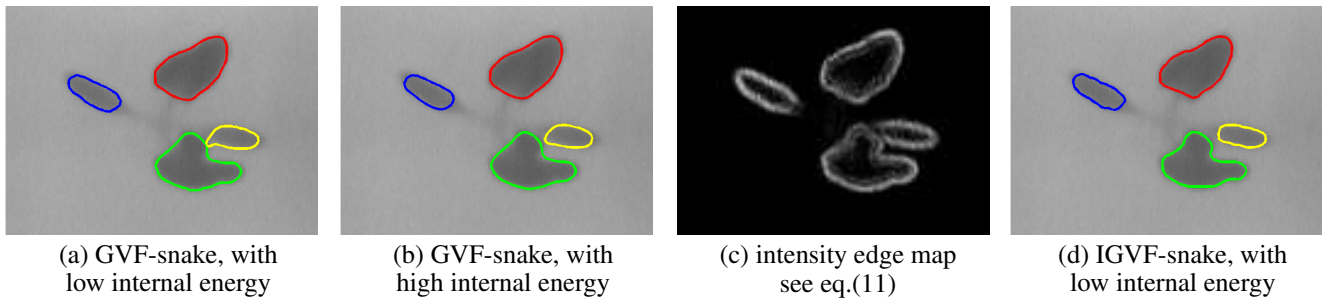 (a) GVF-snake, with
low internal energy
(b) GVF-snake, with
high internal energy
(c) intensity edge map
see eq.(11)
(d) IGVF-snake, with
low internal energy